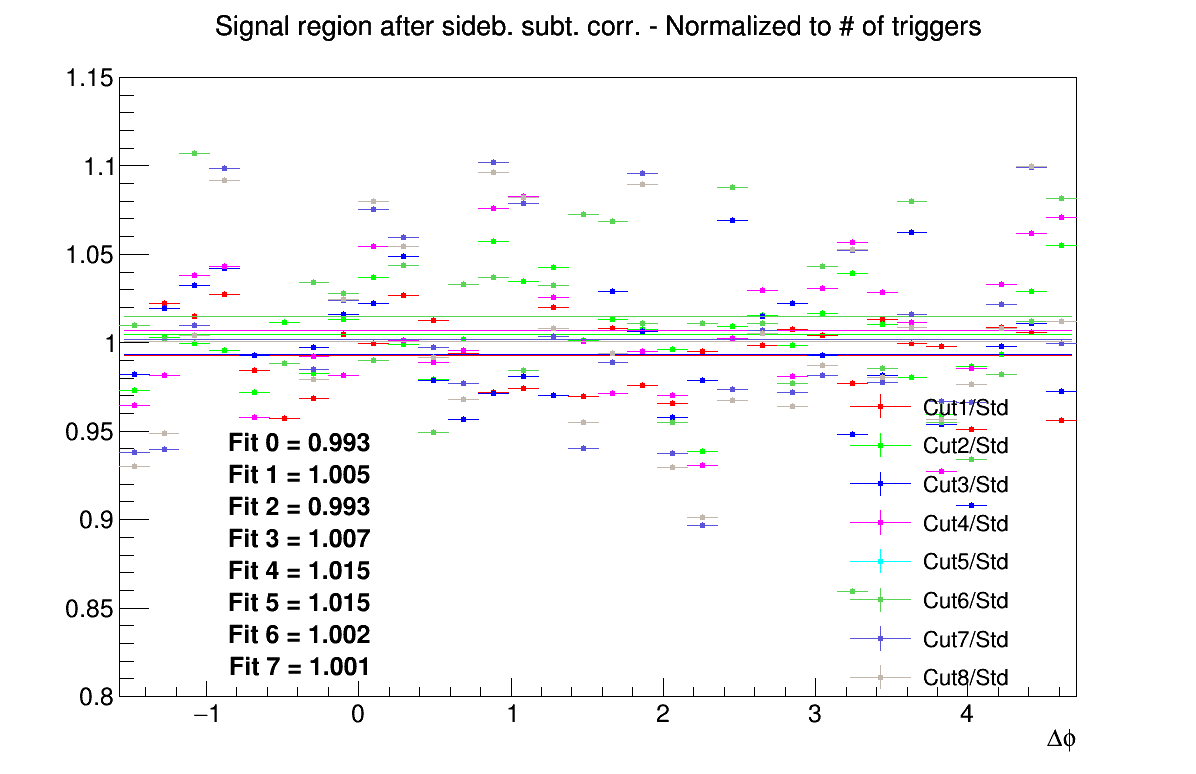 Signal region after sideb. subt. corr. - Normalized to # of triggers
1.15
1.1
1.05
1
0.95
0.9
0.85
0.8
Fit 0 = 0.993
Fit 1 = 1.005
Fit 2 = 0.993
Fit 3 = 1.007
Fit 4 = 1.015
Fit 5 = 1.015
Fit 6 = 1.002
Fit 7 = 1.001
Cut1/Std
Cut2/Std
Cut3/Std
Cut4/Std
Cut5/Std
Cut6/Std
Cut7/Std
Cut8/Std
−1 0 1 2 3 4
Δϕ